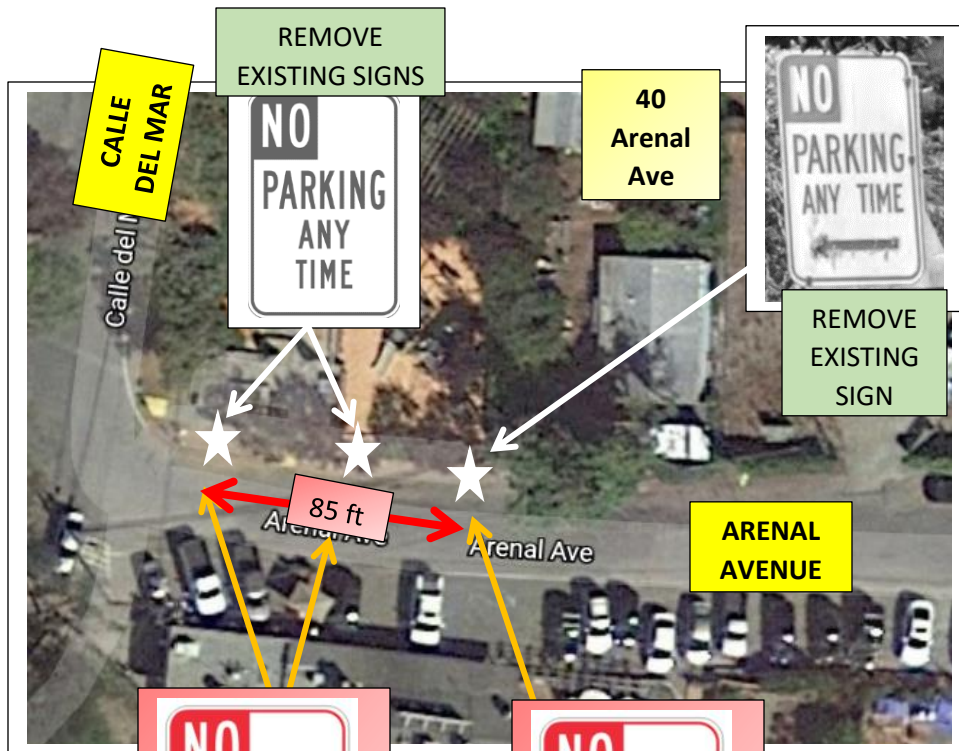 REMOVE
EXISTING SIGNS
CALLE
DEL MAR
NO
PARKING
ANY
TIME
40
Arenal
Ave
NO
PARKING
ANY TIME
REMOVE
EXISTING
SIGN
Calle del M
85 ft
Arenal Ave
Arenal Ave
ARENAL
AVENUE
NO
NO